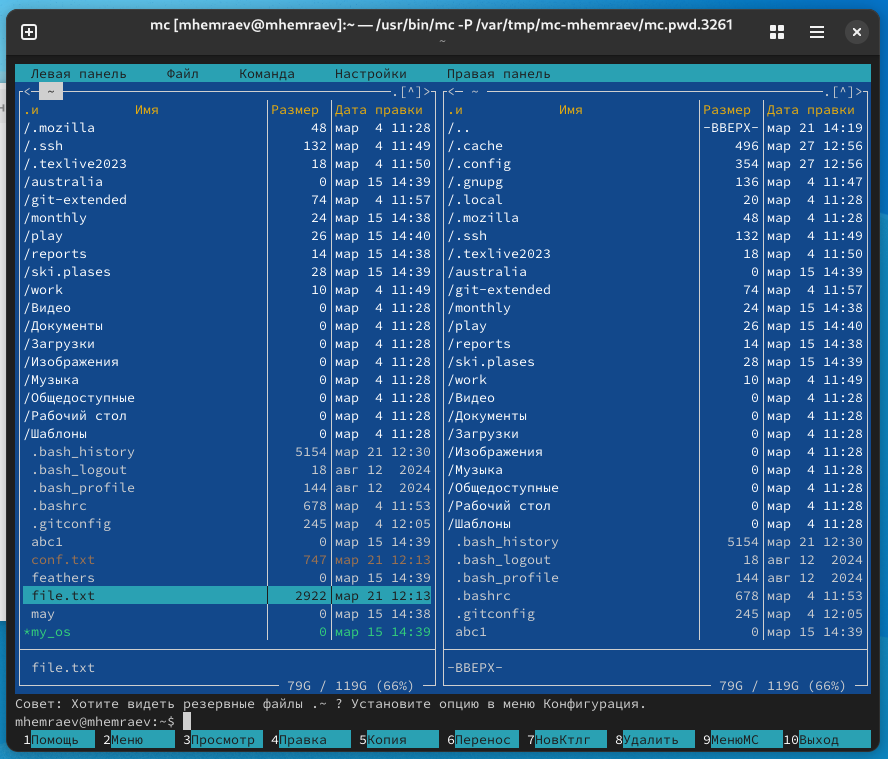 mc [mhemraev@mhemraev]:~ — /usr/bin/mc -P /var/tmp/mc-mhemraev/mc.pwd.3261
~
Левая панель Файл Команда Настройки Правая панель
<─ ~ .[^]> <─ ~ .[^]>
.и Имя Размер Дата правки .и Имя Размер Дата правки
/.mozilla 48 мар 4 11:28 /.. -ВВЕРХ- мар 21 14:19
/.ssh 132 мар 4 11:49 /.cache 496 мар 27 12:56
/.texlive2023 18 мар 4 11:50 /.config 354 мар 27 12:56
/australia 0 мар 15 14:39 /.gnupg 136 мар 4 11:47
/git-extended 74 мар 4 11:57 /.local 20 мар 4 11:28
/monthly 24 мар 15 14:38 /.mozilla 48 мар 4 11:28
/play 26 мар 15 14:40 /.ssh 132 мар 4 11:49
/reports 14 мар 15 14:38 /.texlive2023 18 мар 4 11:50
/ski.plases 28 мар 15 14:39 /australia 0 мар 15 14:39
/work 10 мар 4 11:49 /git-extended 74 мар 4 11:57
/Видео 0 мар 4 11:28 /monthly 24 мар 15 14:38
/Документы 0 мар 4 11:28 /play 26 мар 15 14:40
/Загрузки 0 мар 4 11:28 /reports 14 мар 15 14:38
/Изображения 0 мар 4 11:28 /ski.plases 28 мар 15 14:39
/Музыка 0 мар 4 11:28 /work 10 мар 4 11:49
/Общедоступные 0 мар 4 11:28 /Видео 0 мар 4 11:28
/Рабочий стол 0 мар 4 11:28 /Документы 0 мар 4 11:28
/Шаблоны 0 мар 4 11:28 /Загрузки 0 мар 4 11:28
.bash_history 5154 мар 21 12:30 /Изображения 0 мар 4 11:28
.bash_logout 18 авг 12 2024 /Музыка 0 мар 4 11:28
.bash_profile 144 авг 12 2024 /Общедоступные 0 мар 4 11:28
.bashrc 678 мар 4 11:53 /Рабочий стол 0 мар 4 11:28
.gitconfig 245 мар 4 12:05 /Шаблоны 0 мар 4 11:28
abc1 0 мар 15 14:39 .bash_history 5154 мар 21 12:30
conf.txt 747 мар 21 12:13 .bash_logout 18 авг 12 2024
feathers 0 мар 15 14:39 .bash_profile 144 авг 12 2024
file.txt 2922 мар 21 12:13 .bashrc 678 мар 4 11:53
may 0 мар 15 14:38 .gitconfig 245 мар 4 12:05
*my_os 0 мар 15 14:39 abc1 0 мар 15 14:39
file.txt -ВВЕРХ-
79G / 119G (66%) 79G / 119G (66%)
Совет: Хотите видеть резервные файлы .~ ? Установите опцию в меню Конфигурация.
mhemraev@mhemraev:~$
1Помощь 2Меню 3Просмотр 4Правка 5Копия 6Перенос 7НовКтлг 8Удалить 9МенюMC 10Выход